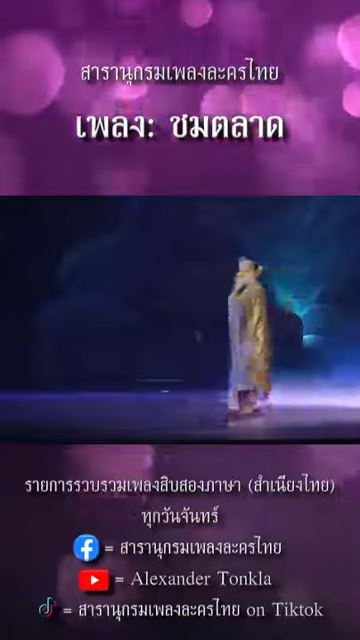 สารานุกรมเพลงละครไทย
เพลง: ชมตลาด
รายการรวบรวมเพลงสิบสองภาษา (สำเนียงไทย)
ทุกวันจันทร์
= สารานุกรมเพลงละครไทย
= Alexander Tonkla
= สารานุกรมเพลงละครไทย on Tiktok